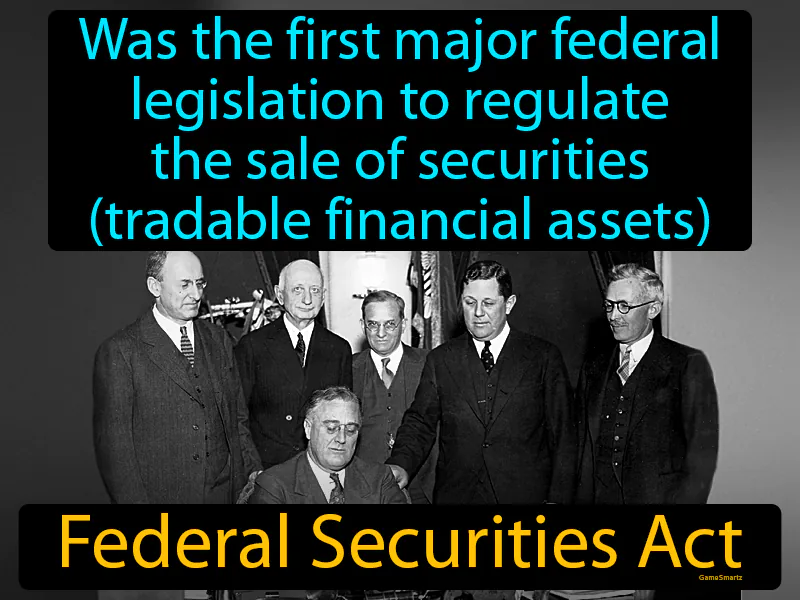 Was the first major federal
legislation to regulate
the sale of securities
(tradable financial assets)
Federal Securities Act
GameSmartz